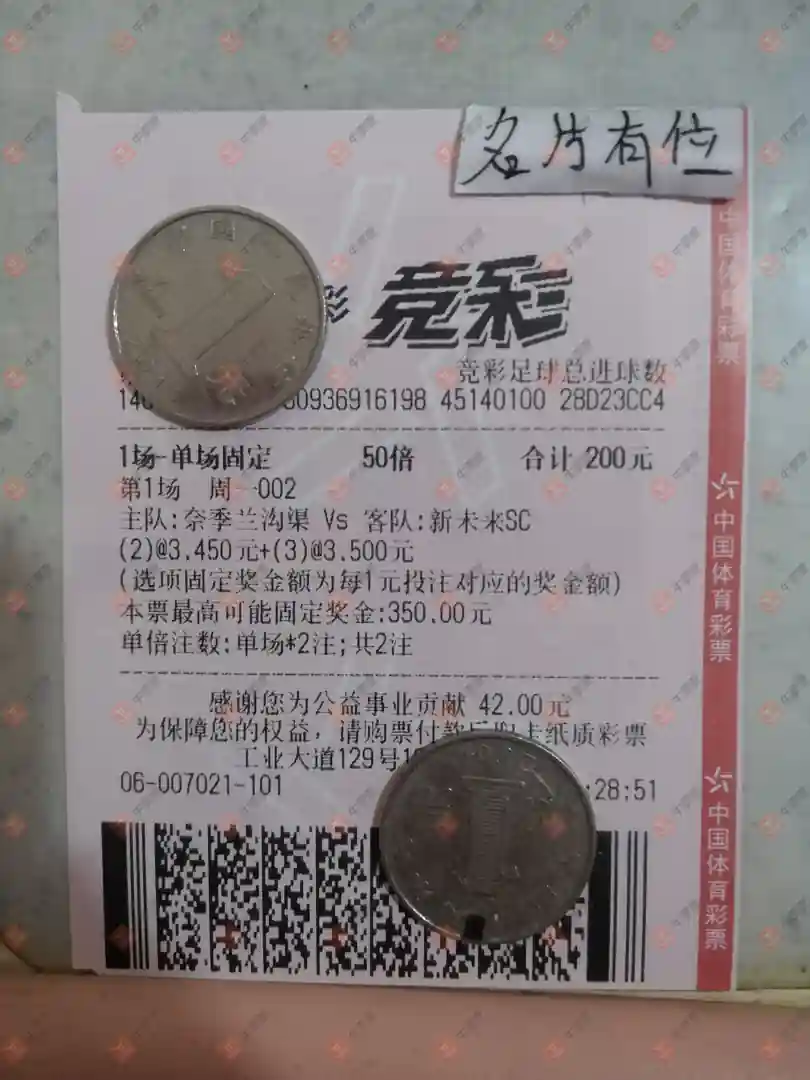 名片有位
彩 竞彩
竞彩足球总进球数
140 60936916198 45140100 28D23CC4
1场-单场固定 50倍 合计 200元
第1场 周一002
主队:奈季兰沟渠 Vs 客队:新未来SC
(2)@3.450元+(3)@3.500元
(选项固定奖金额为每1元投注对应的奖金额)
本票最高可能固定奖金:350.00元
单倍注数:单场*2注;共2注
感谢您为公益事业贡献 42.00元
为保障您的权益,请购票付款后取走纸质彩票
工业大道129号1
06-007021-101 :28:51
中国体育彩票
中国体育彩票
中国体育彩票